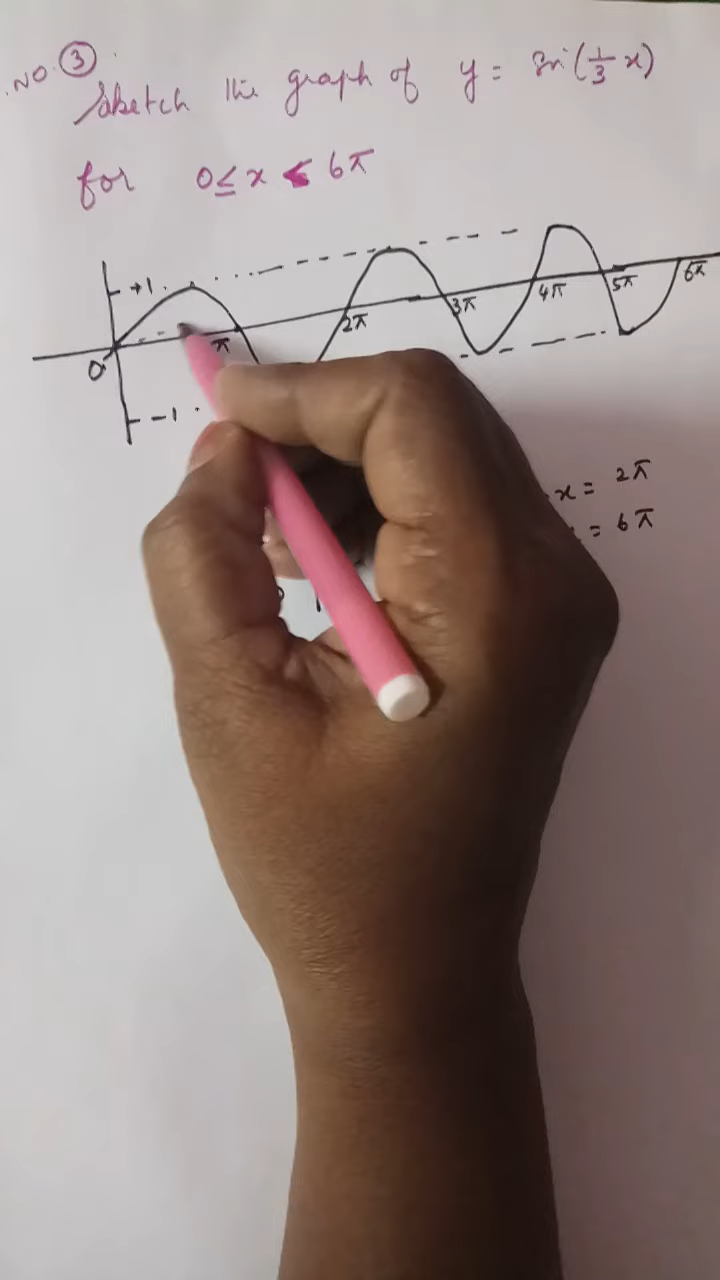 NO. ③.
Sketch the graph of y = sin(1/3 x)
for 0 ≤ x ≤ 6π
+1
0 π 2π 3π 4π 5π 6π
-1
x = 2π
= 6π